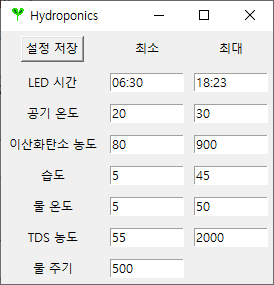 Hydroponics
설정 저장 최소 최대
LED 시간 06:30 18:23
공기 온도 20 30
이산화탄소 농도 80 900
습도 5 45
물 온도 5 50
TDS 농도 55 2000
물 주기 500